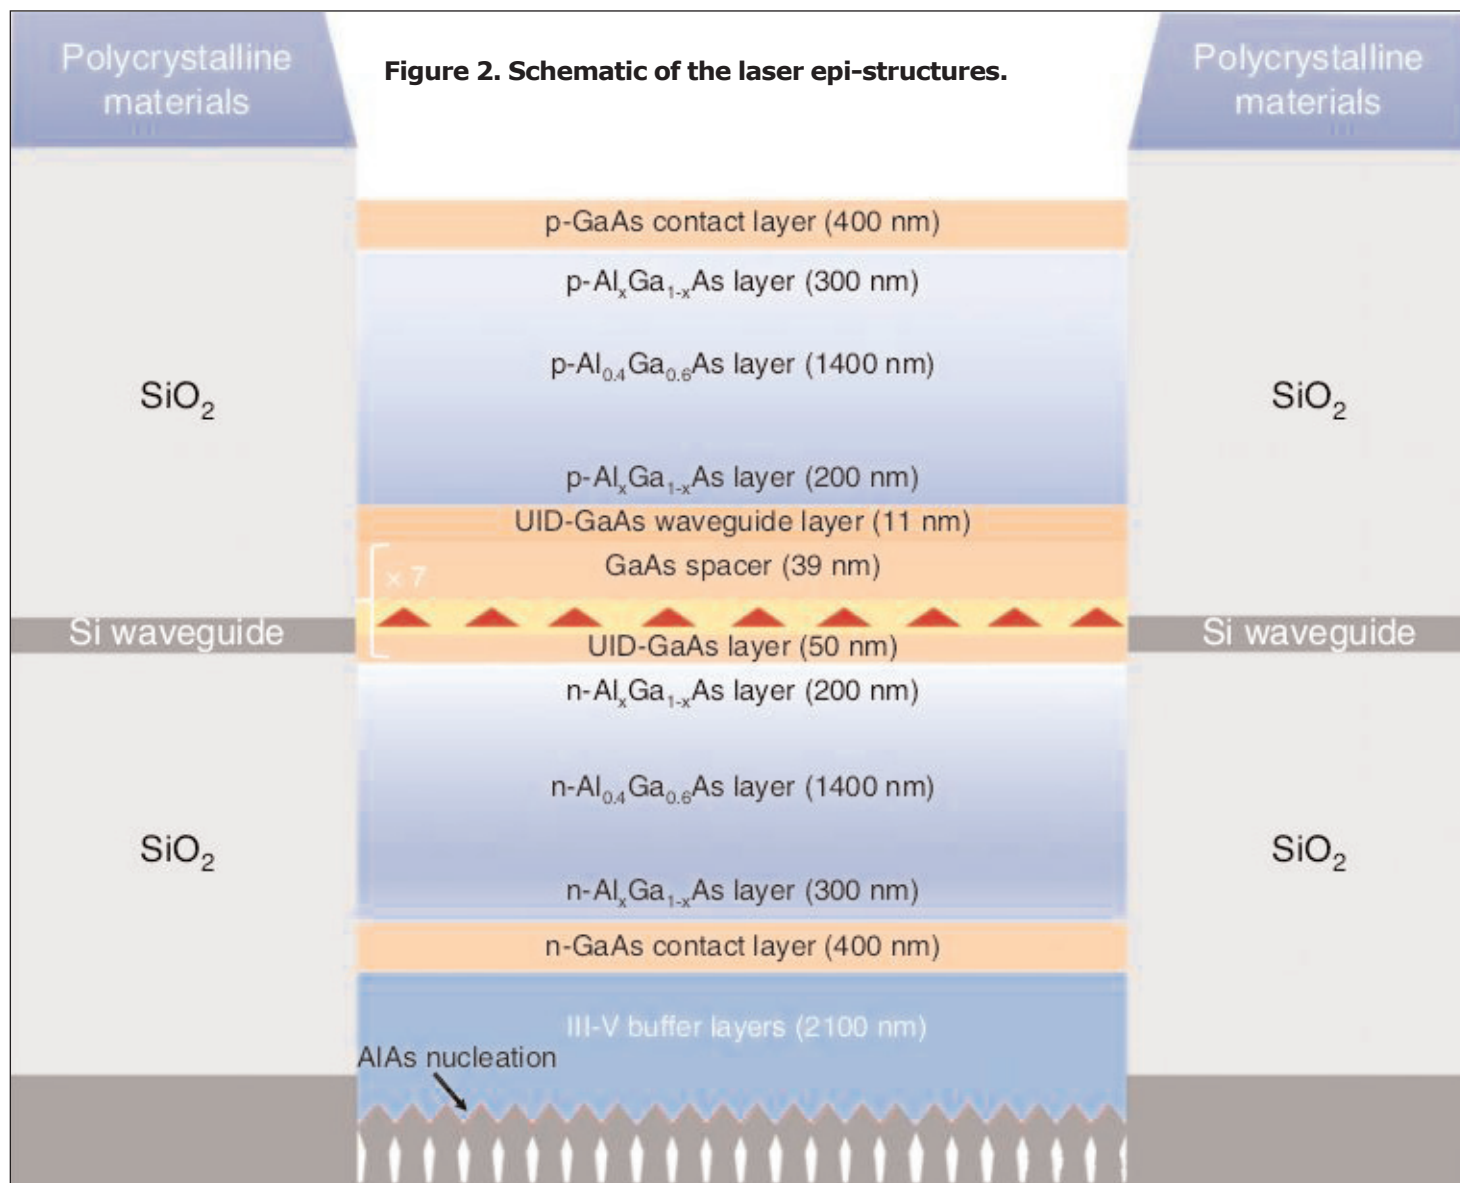 Figure 2. Schematic of the laser epi-structures.
Polycrystalline
materials
Polycrystalline
materials
p-GaAs contact layer (400 nm)
p-AlₓGa₁₋ₓAs layer (300 nm)
p-Al₀.₄Ga₀.₆As layer (1400 nm)
SiO₂
SiO₂
p-AlₓGa₁₋ₓAs layer (200 nm)
UID-GaAs waveguide layer (11 nm)
GaAs spacer (39 nm)
× 7
Si waveguide
Si waveguide
UID-GaAs layer (50 nm)
n-AlₓGa₁₋ₓAs layer (200 nm)
n-Al₀.₄Ga₀.₆As layer (1400 nm)
SiO₂
SiO₂
n-AlₓGa₁₋ₓAs layer (300 nm)
n-GaAs contact layer (400 nm)
III-V buffer layers (2100 nm)
AlAs nucleation